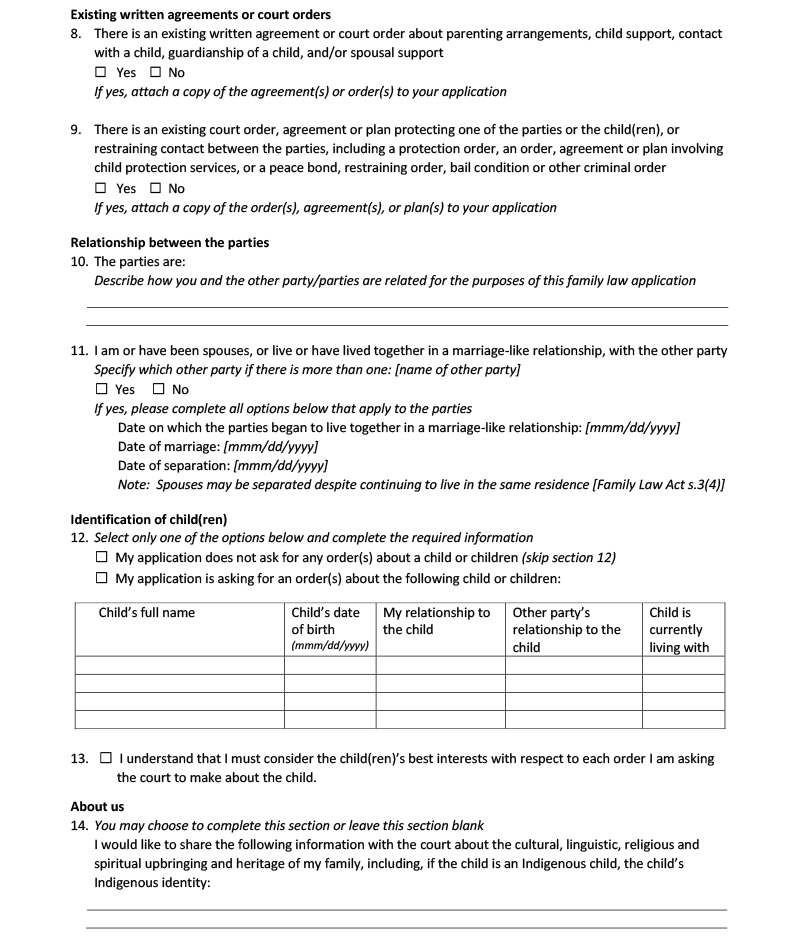 Existing written agreements or court orders
8. There is an existing written agreement or court order about parenting arrangements, child support, contact
with a child, guardianship of a child, and/or spousal support
☐ Yes ☐ No
If yes, attach a copy of the agreement(s) or order(s) to your application
9. There is an existing court order, agreement or plan protecting one of the parties or the child(ren), or
restraining contact between the parties, including a protection order, an order, agreement or plan involving
child protection services, or a peace bond, restraining order, bail condition or other criminal order
☐ Yes ☐ No
If yes, attach a copy of the order(s), agreement(s), or plan(s) to your application
Relationship between the parties
10. The parties are:
Describe how you and the other party/parties are related for the purposes of this family law application
11. I am or have been spouses, or live or have lived together in a marriage-like relationship, with the other party
Specify which other party if there is more than one: [name of other party]
☐ Yes ☐ No
If yes, please complete all options below that apply to the parties
Date on which the parties began to live together in a marriage-like relationship: [mmm/dd/yyyy]
Date of marriage: [mmm/dd/yyyy]
Date of separation: [mmm/dd/yyyy]
Note: Spouses may be separated despite continuing to live in the same residence [Family Law Act s.3(4)]
Identification of child(ren)
12. Select only one of the options below and complete the required information
☐ My application does not ask for any order(s) about a child or children (skip section 12)
☐ My application is asking for an order(s) about the following child or children:
Child's full name
Child's date
of birth
(mmm/dd/yyyy)
My relationship to
the child
Other party's
relationship to the
child
Child is
currently
living with
13. ☐ I understand that I must consider the child(ren)'s best interests with respect to each order I am asking
the court to make about the child.
About us
14. You may choose to complete this section or leave this section blank
I would like to share the following information with the court about the cultural, linguistic, religious and
spiritual upbringing and heritage of my family, including, if the child is an Indigenous child, the child's
Indigenous identity: